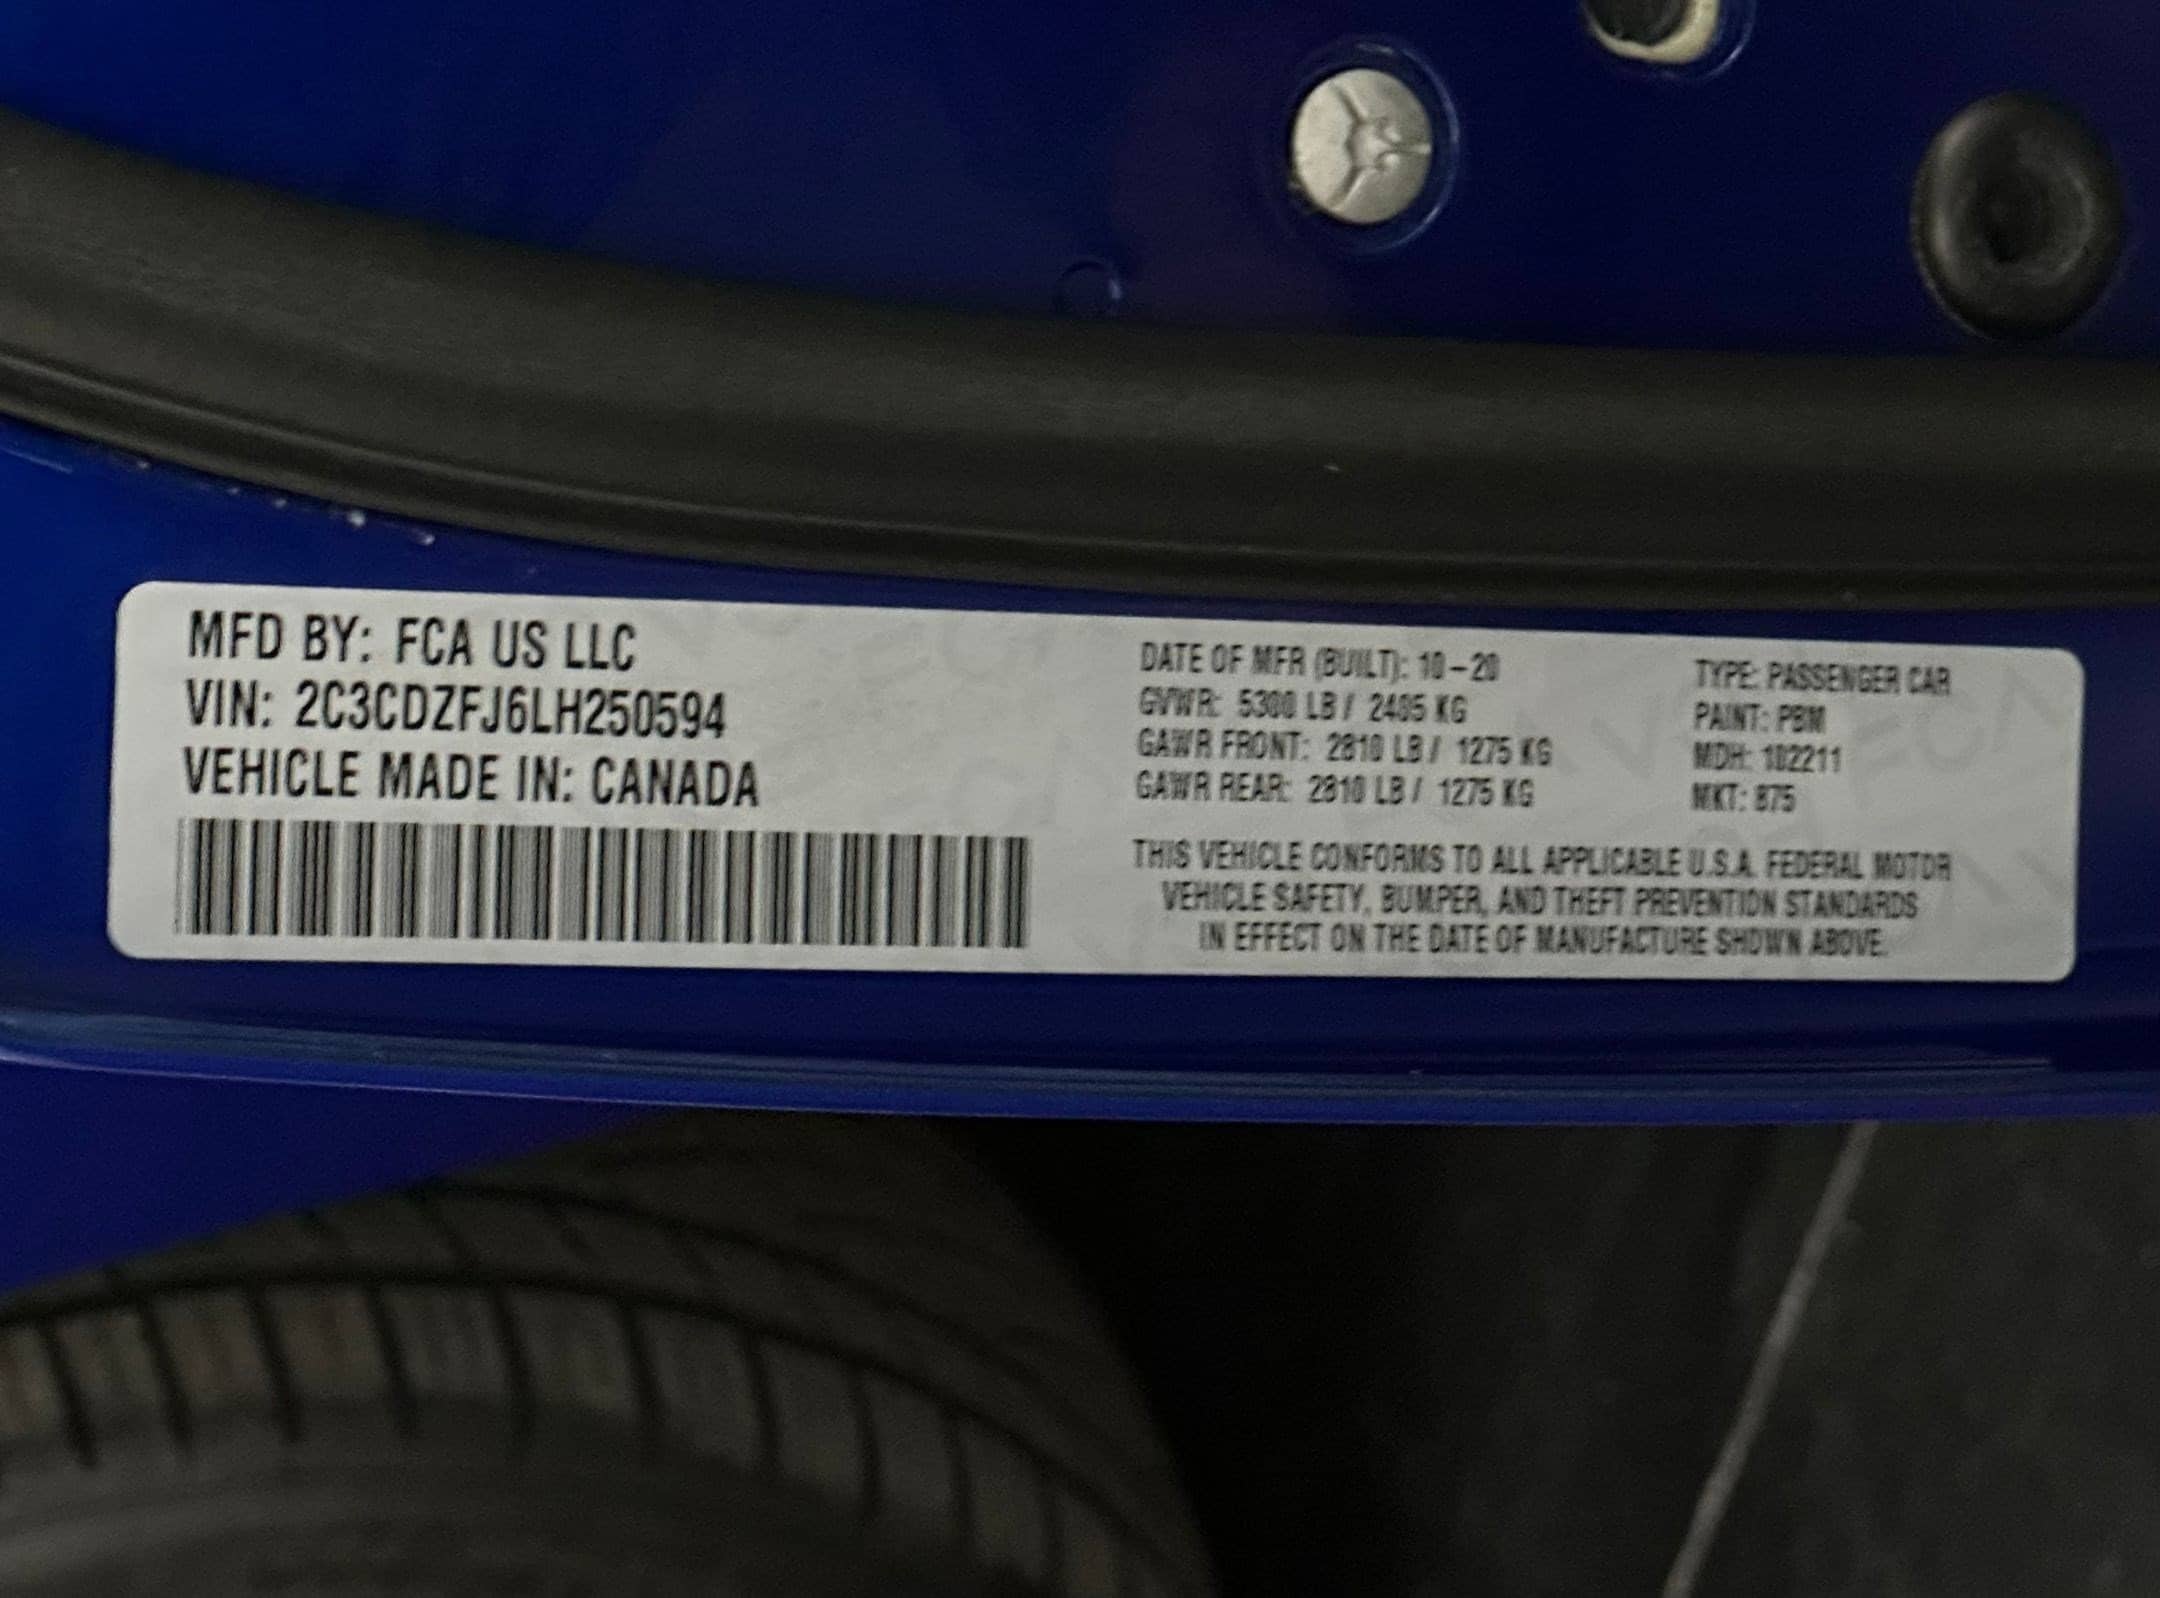 MFD BY: FCA US LLC
VIN: 2C3CDZFJ6LH250594
VEHICLE MADE IN: CANADA
DATE OF MFR (BUILT): 10-20
GVWR: 5300 LB / 2405 KG
GAWR FRONT: 2810 LB / 1275 KG
GAWR REAR: 2810 LB / 1275 KG
TYPE: PASSENGER CAR
PAINT: PBM
MDH: 102211
MKT: 875
THIS VEHICLE CONFORMS TO ALL APPLICABLE U.S.A. FEDERAL MOTOR
VEHICLE SAFETY, BUMPER, AND THEFT PREVENTION STANDARDS
IN EFFECT ON THE DATE OF MANUFACTURE SHOWN ABOVE.